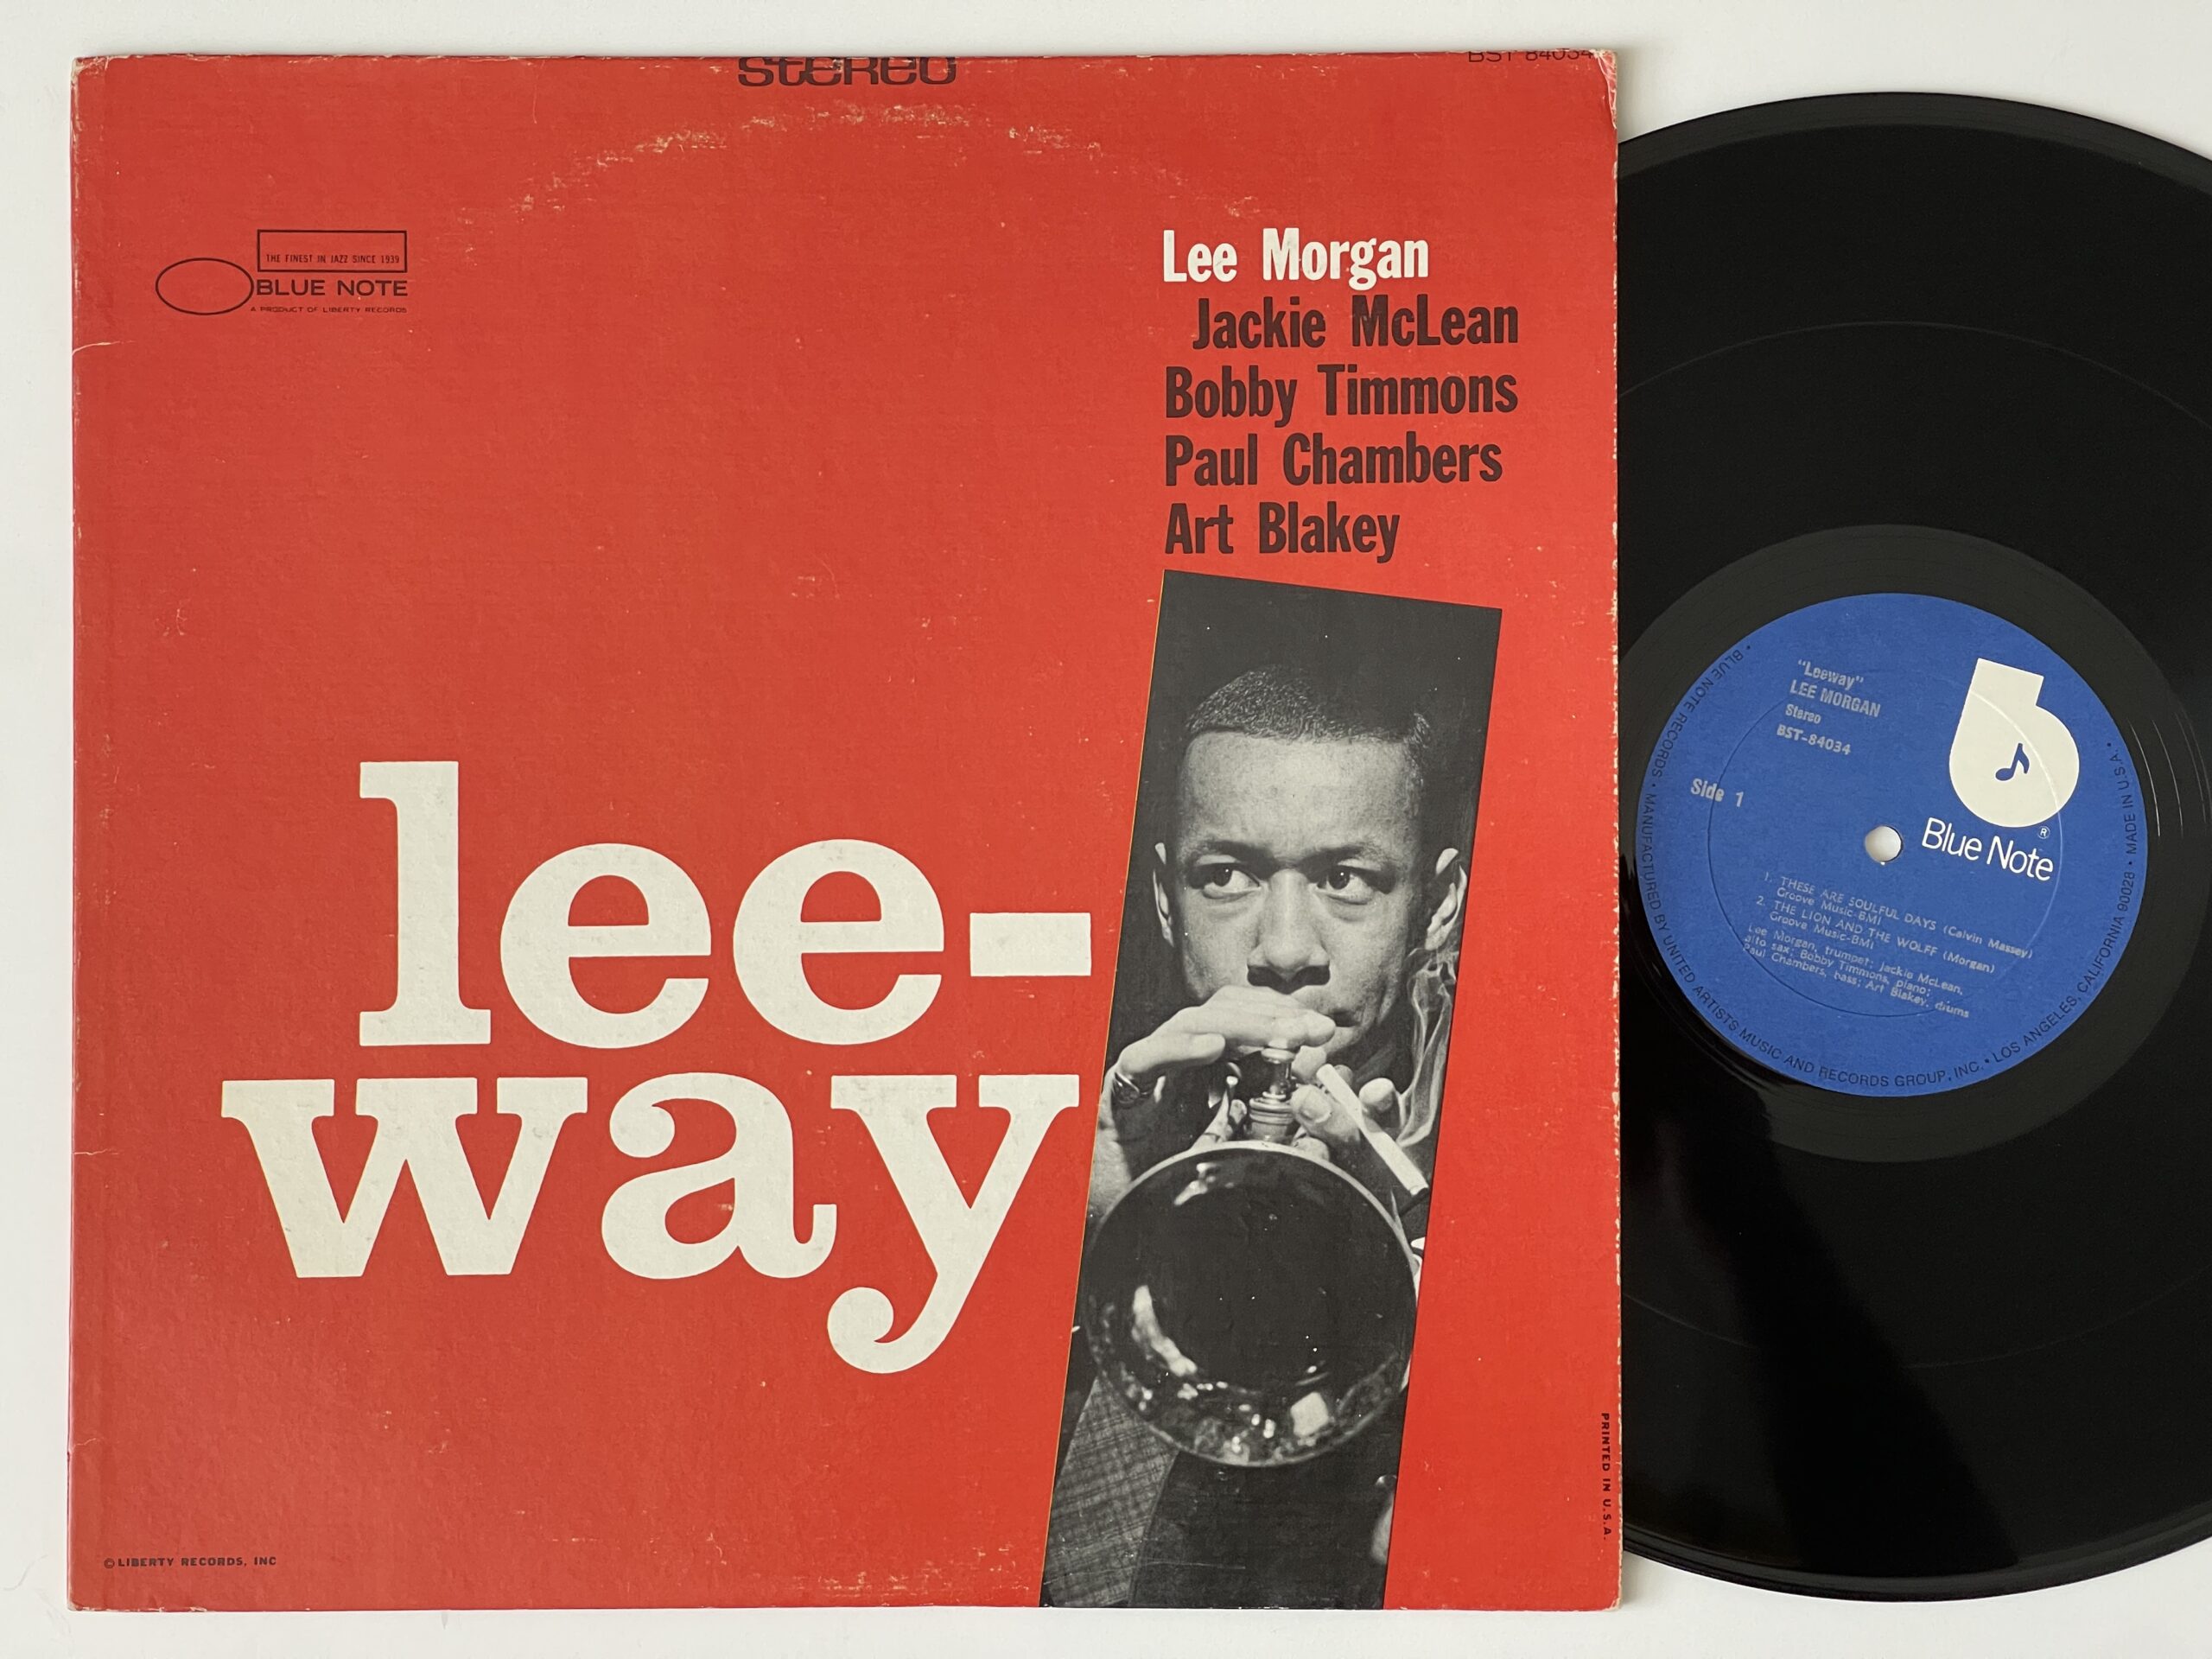 STEREO
BST 84034
THE FINEST IN JAZZ SINCE 1939
BLUE NOTE
A PRODUCT OF LIBERTY RECORDS
Lee Morgan
Jackie McLean
Bobby Timmons
Paul Chambers
Art Blakey
lee-
way
© LIBERTY RECORDS, INC
PRINTED IN U.S.A.
"Leeway"
LEE MORGAN
Stereo
BST-84034
Side 1
Blue Note ®
1. THESE ARE SOULFUL DAYS (Calvin Massey)
Groove Music-BMI
2. THE LION AND THE WOLFF (Morgan)
Groove Music-BMI
Lee Morgan, trumpet; Jackie McLean,
alto sax; Bobby Timmons, piano;
Paul Chambers, bass; Art Blakey, drums
• BLUE NOTE RECORDS • MANUFACTURED BY UNITED ARTISTS MUSIC AND RECORDS GROUP, INC. • LOS ANGELES, CALIFORNIA 90028 • MADE IN U.S.A. •